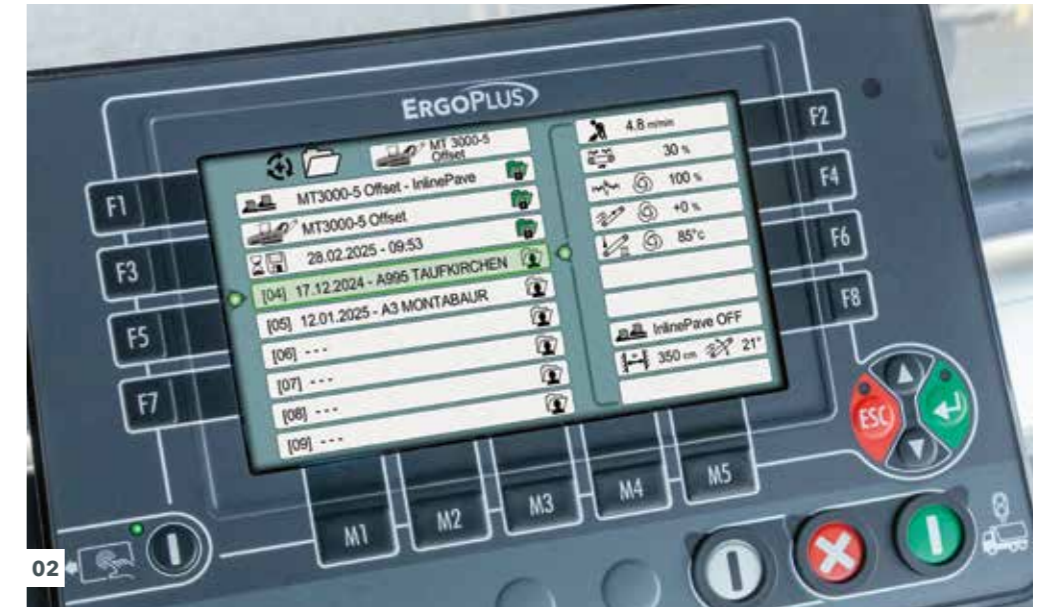 ERGOPLUS
MT 3000-5
Offset
MT3000-5 Offset - InlinePave
MT3000-5 Offset
28.02.2025 - 09:53
[04] 17.12.2024 - A995 TAUFKIRCHEN
[05] 12.01.2025 - A3 MONTABAUR
[06] ---
[07] ---
[08] ---
[09] ---
4.8 m/min
30 %
100 %
+0 %
85°c
InlinePave OFF
350 cm 21°
F1
F3
F5
F7
F2
F4
F6
F8
ESC
M1
M2
M3
M4
M5
02